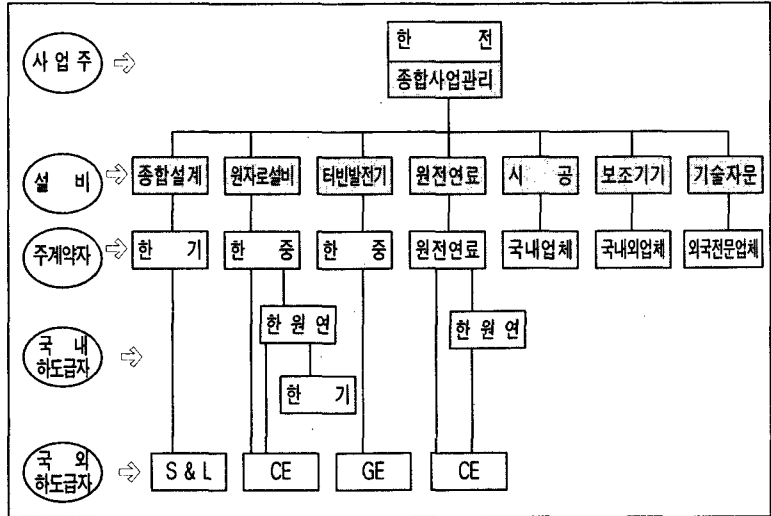 사 업 주
한 전
종합사업관리
설 비
종합설계
원자로설비
터빈발전기
원전연료
시 공
보조기기
기술자문
주계약자
한 기
한 중
한 중
원전연료
국내업체
국내외업체
외국전문업체
국 내
하도급자
한 원 연
한 원 연
한 기
국 외
하도급자
S & L
CE
GE
CE